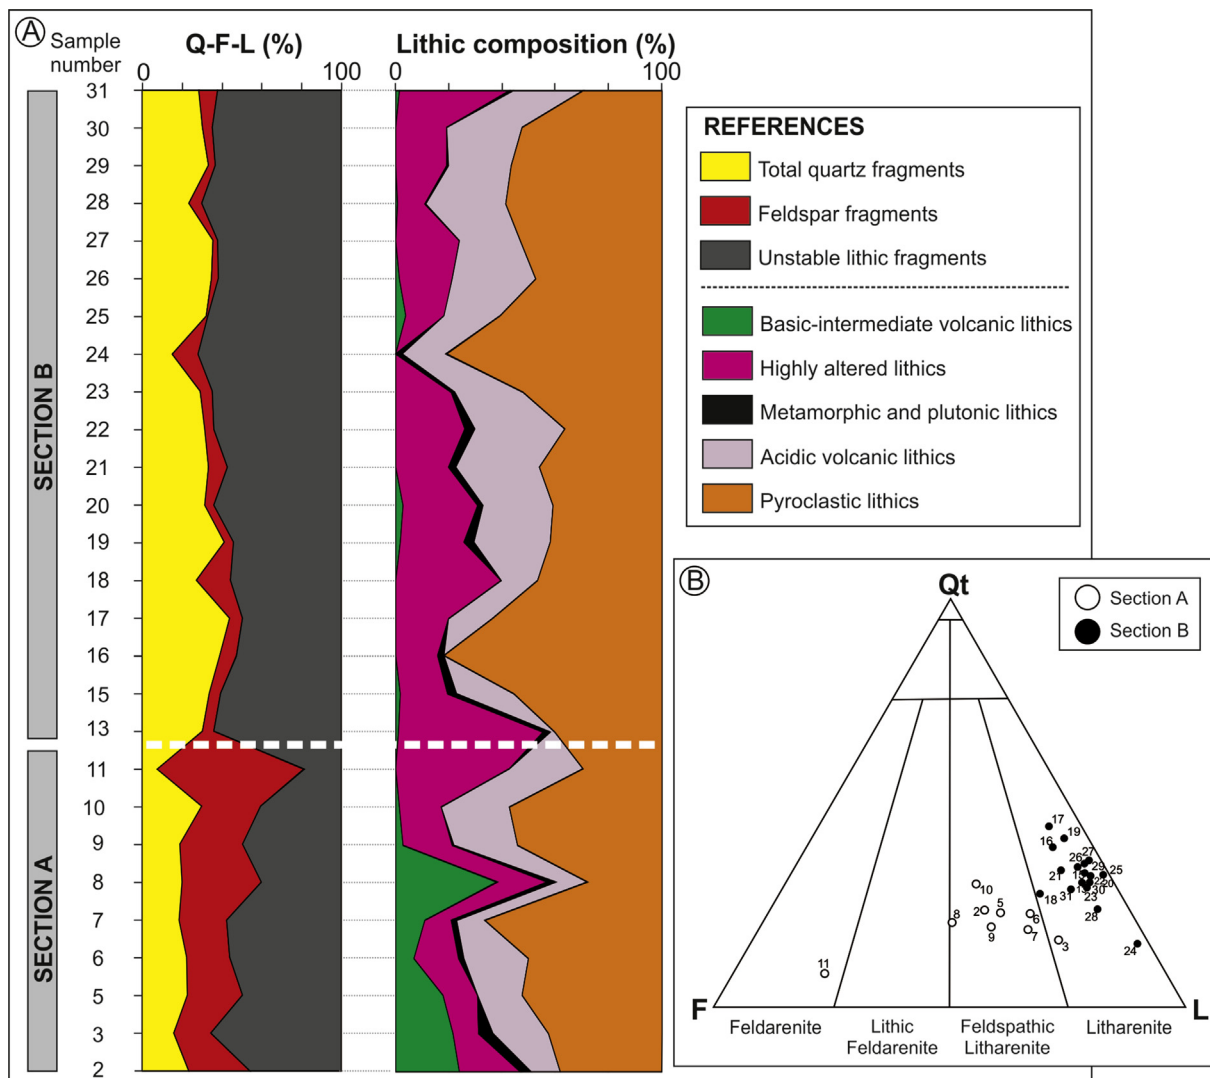 A
Sample
number
Q-F-L (%)
Lithic composition (%)
0
100
0
100
31
30
29
28
27
26
25
24
23
22
21
20
19
18
17
16
15
13
11
10
9
8
7
6
5
3
2
SECTION B
SECTION A
REFERENCES
Total quartz fragments
Feldspar fragments
Unstable lithic fragments
Basic-intermediate volcanic lithics
Highly altered lithics
Metamorphic and plutonic lithics
Acidic volcanic lithics
Pyroclastic lithics
B
Qt
Section A
Section B
17
19
16
27
26
29
25
21
15
22
20
13
30
31
23
18
28
24
10
2
5
6
8
9
7
3
11
F
L
Feldarenite
Lithic
Feldarenite
Feldspathic
Litharenite
Litharenite